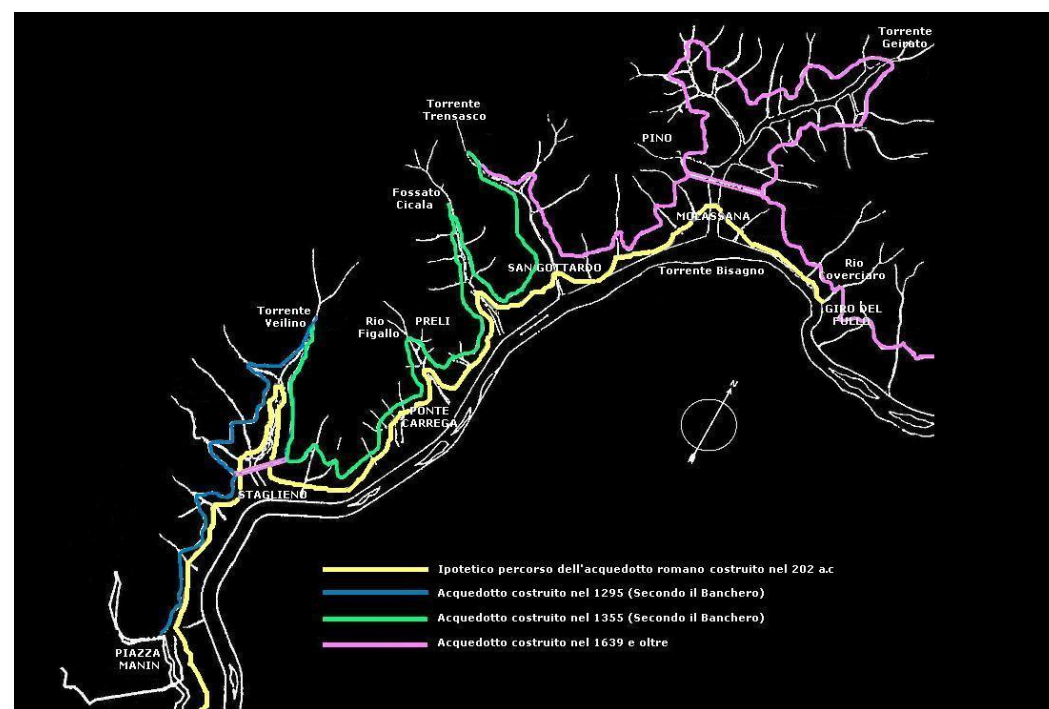 Torrente
Geirato
Torrente
Trensasco
PINO
Fossato
Cicala
MOLASSANA
SAN GOTTARDO
Torrente Bisagno
Rio
Coverciaro
GIRO DEL
FULLO
Torrente
Veilino
Rio
Figallo
PRELI
PONTE
CARREGA
N
STAGLIENO
Ipotetico percorso dell'acquedotto romano costruito nel 202 a.c
Acquedotto costruito nel 1295 (Secondo il Banchero)
Acquedotto costruito nel 1355 (Secondo il Banchero)
Acquedotto costruito nel 1639 e oltre
PIAZZA
MANIN